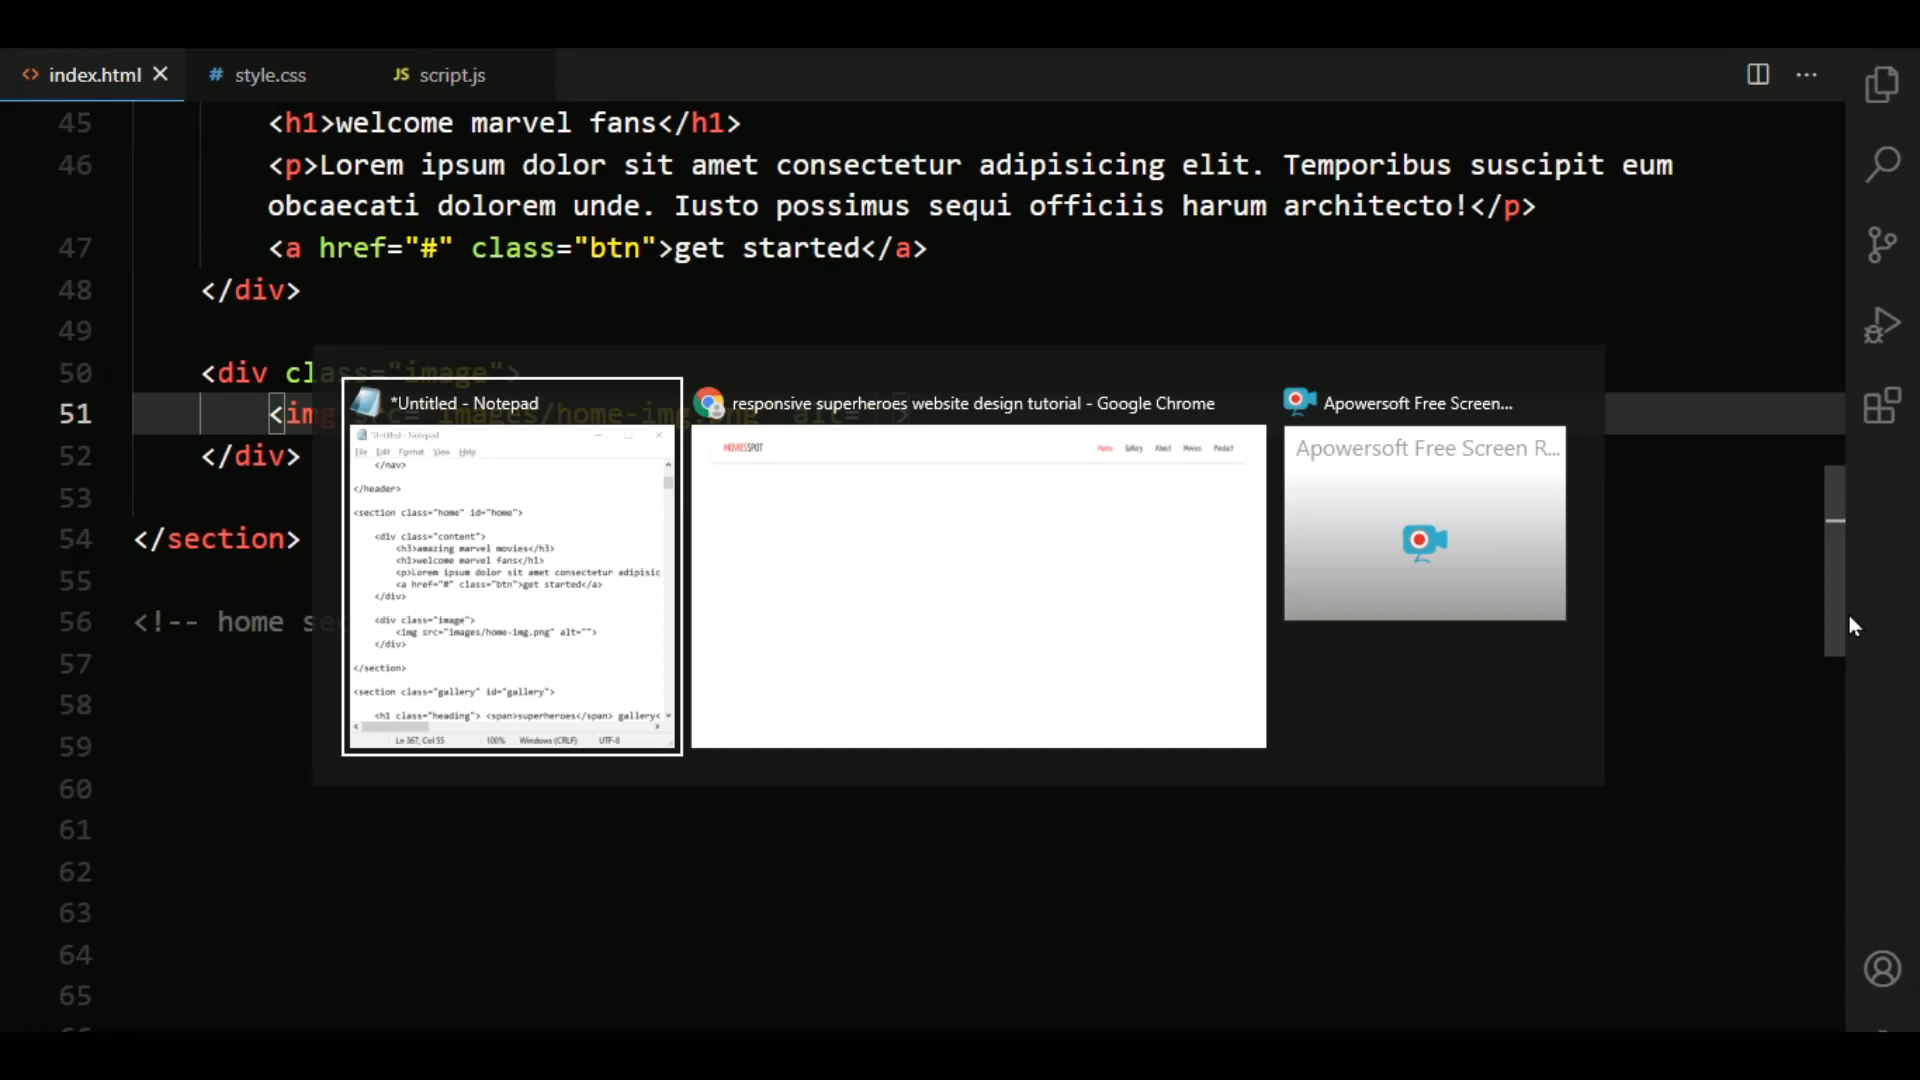 index.html
style.css
JS script.js
45 <h1>welcome marvel fans</h1>
46 <p>Lorem ipsum dolor sit amet consectetur adipisicing elit. Temporibus suscipit eum
obcaecati dolorem unde. Iusto possimus sequi officiis harum architecto!</p>
47 <a href="#" class="btn">get started</a>
48 </div>
49
50 <div class="image">
51 <img src="images/home-img.png" alt="">
52 </div>
53
54 </section>
55
56 <!-- home se
57
58
59
60
61
62
63
64
65
*Untitled - Notepad
*Untitled - Notepad
File Edit Format View Help
</nav>
</header>
<section class="home" id="home">
<div class="content">
<h3>amazing marvel movies</h3>
<h1>welcome marvel fans</h1>
<p>Lorem ipsum dolor sit amet consectetur adipisic
<a href="#" class="btn">get started</a>
</div>
<div class="image">
<img src="images/home-img.png" alt="">
</div>
</section>
<section class="gallery" id="gallery">
<h1 class="heading"> <span>superheroes</span> gallery<
Ln 367, Col 55 100% Windows (CRLF) UTF-8
responsive superheroes website design tutorial - Google Chrome
MOVIESSPOT
Home Gallery About Movies Product
Apowersoft Free Screen...
Apowersoft Free Screen R...